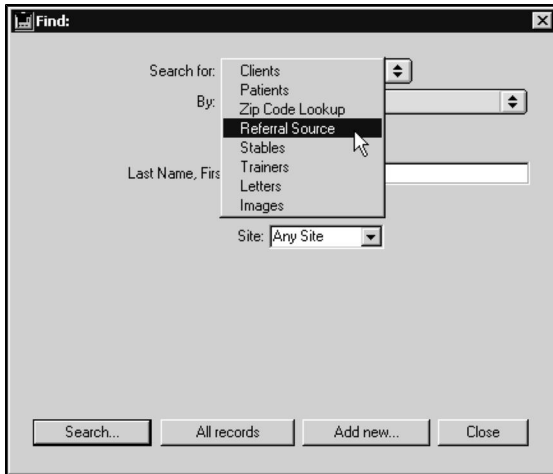 Find:
Search for:
Clients
Patients
By:
Zip Code Lookup
Referral Source
Stables
Trainers
Last Name, Firs
Letters
Images
Site: Any Site
Search... All records Add new... Close